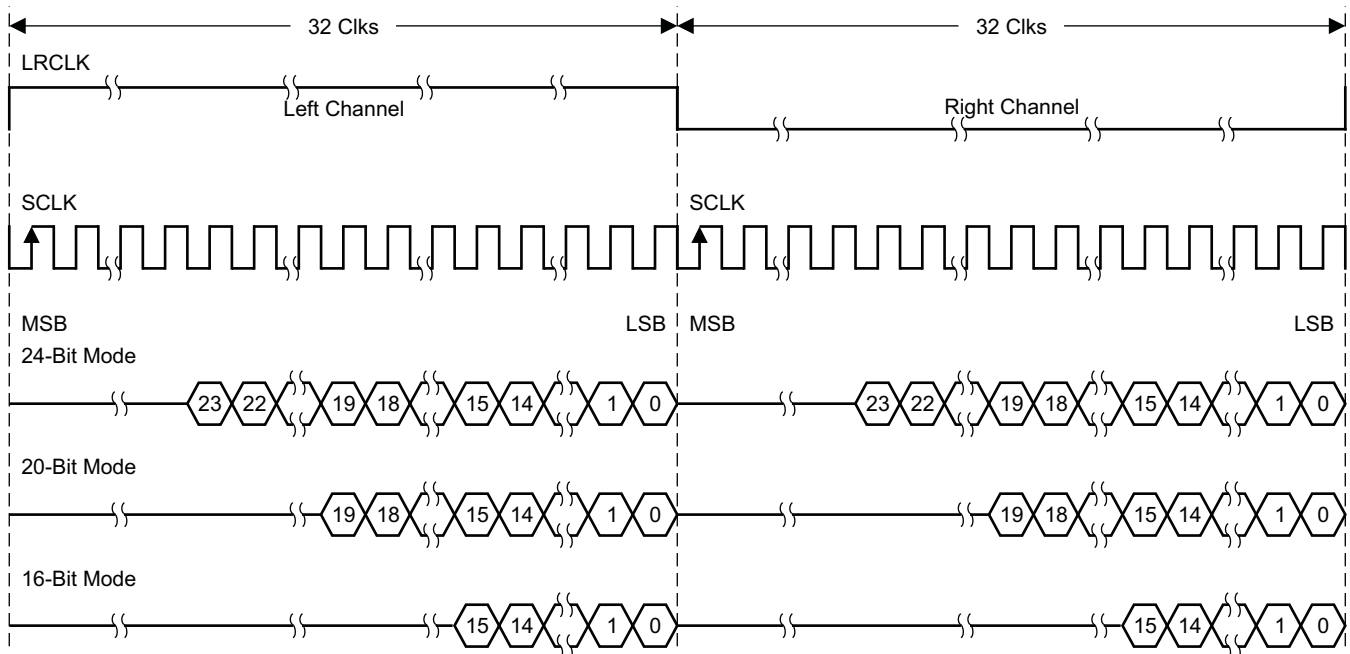 32 Clks 32 Clks
LRCLK
Left Channel Right Channel
SCLK SCLK
MSB LSB MSB LSB
24-Bit Mode
23 22 19 18 15 14 1 0 23 22 19 18 15 14 1 0
20-Bit Mode
19 18 15 14 1 0 19 18 15 14 1 0
16-Bit Mode
15 14 1 0 15 14 1 0